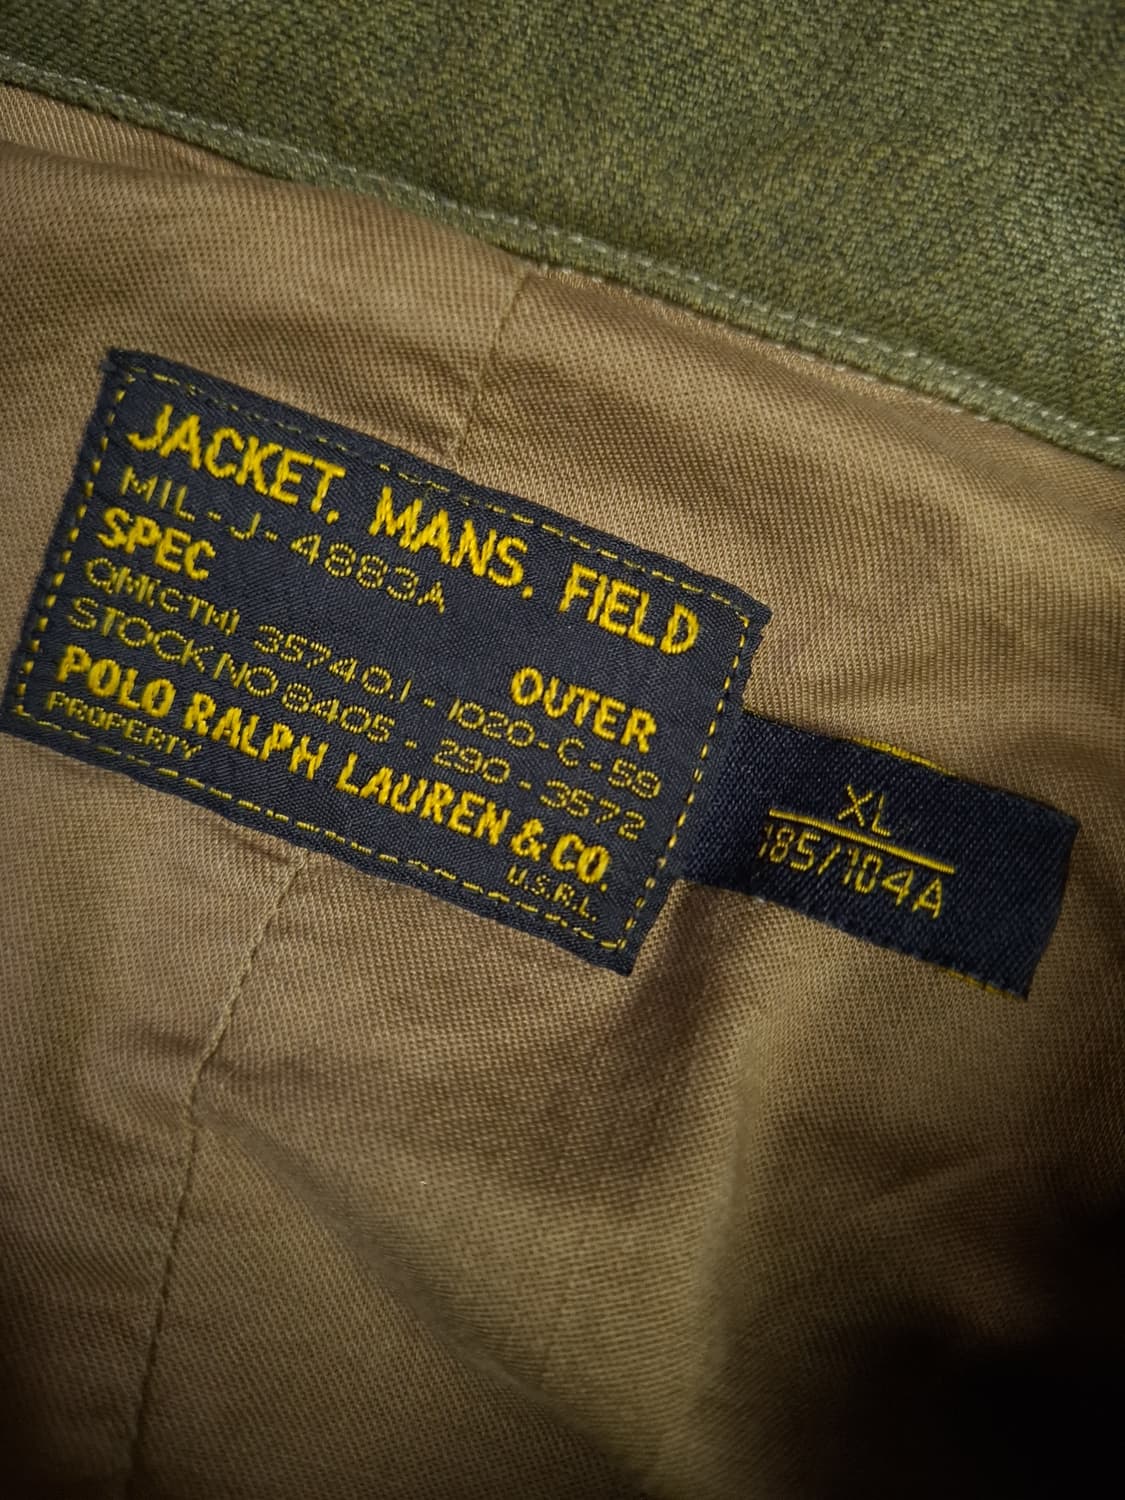 JACKET, MANS, FIELD
MIL-J-4883A
SPEC OUTER
QM(CTM) 35740.1-1020-C-59
STOCK NO 8405-290-3572
POLO RALPH LAUREN & CO.
PROPERTY U.S.R.L.
XL
185/104A